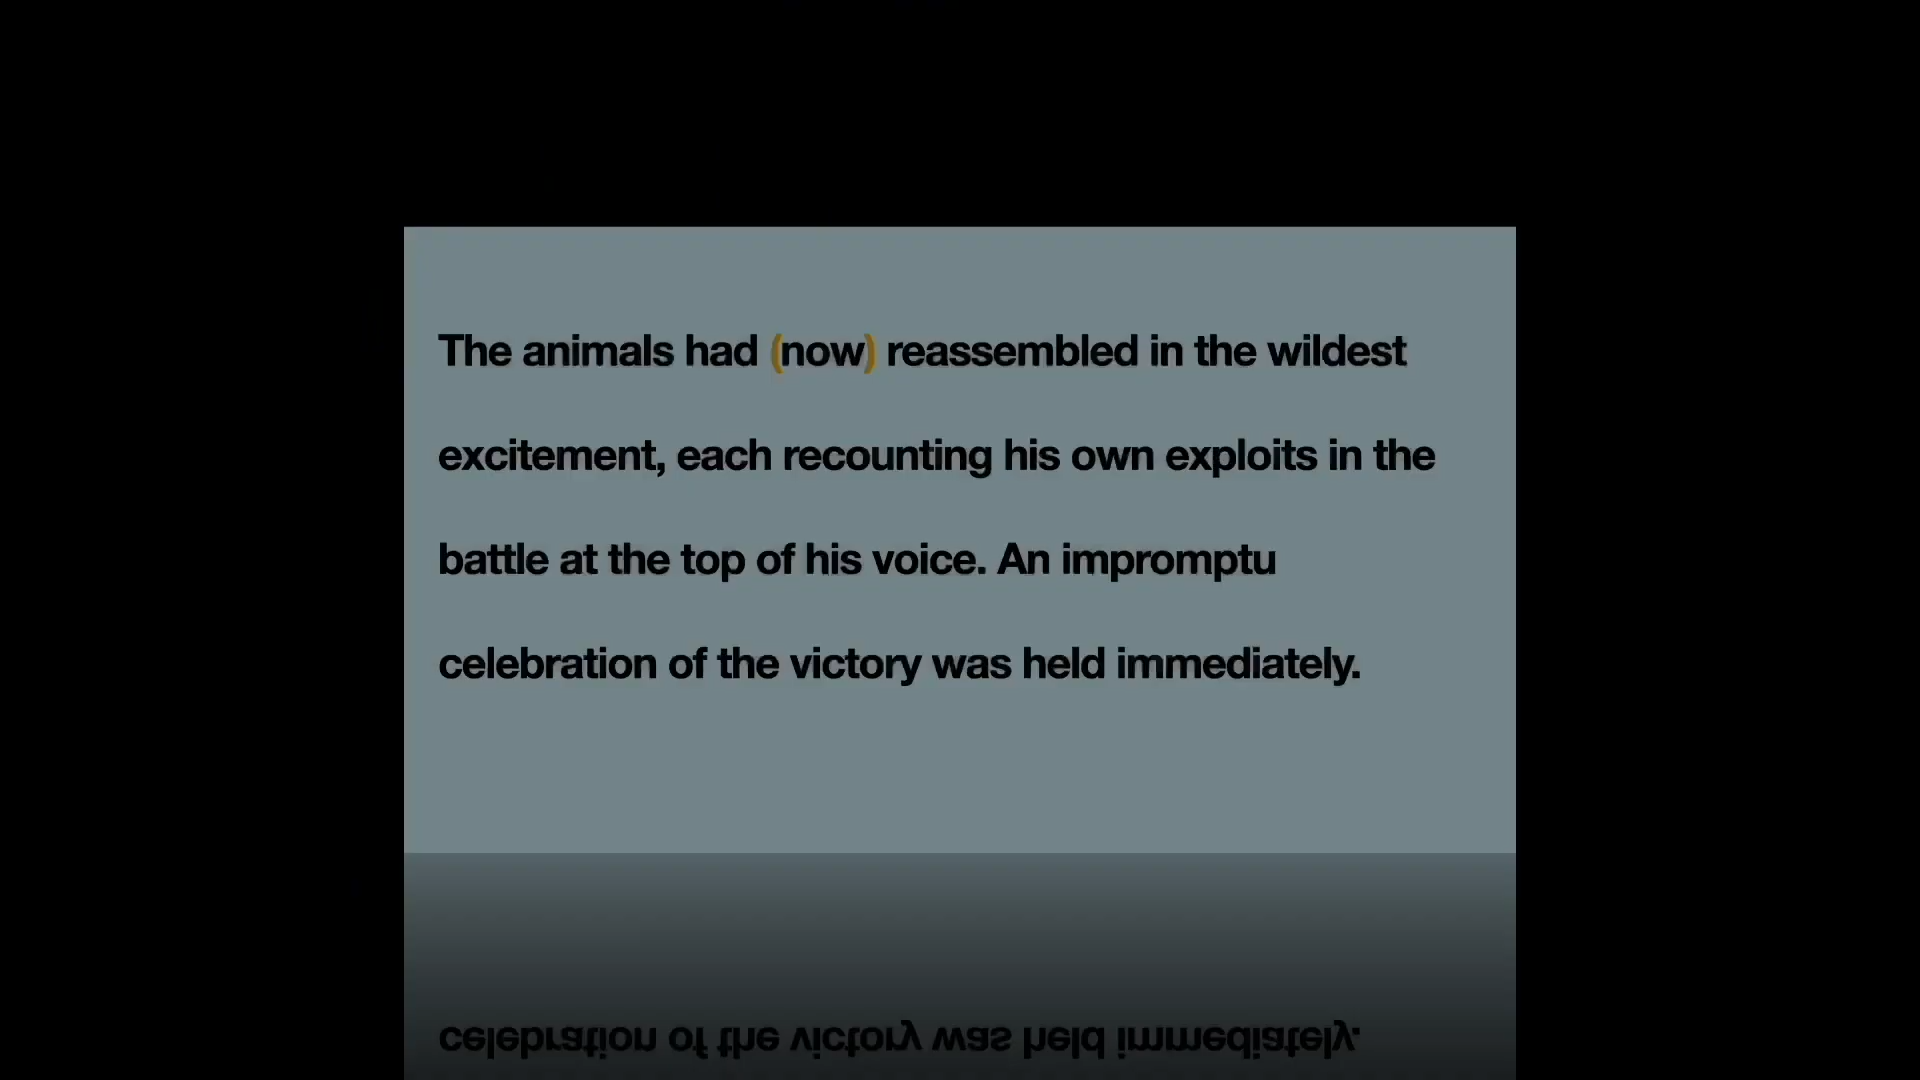 The animals had (now) reassembled in the wildest
excitement, each recounting his own exploits in the
battle at the top of his voice. An impromptu
celebration of the victory was held immediately.
celebration of the victory was held immediately.